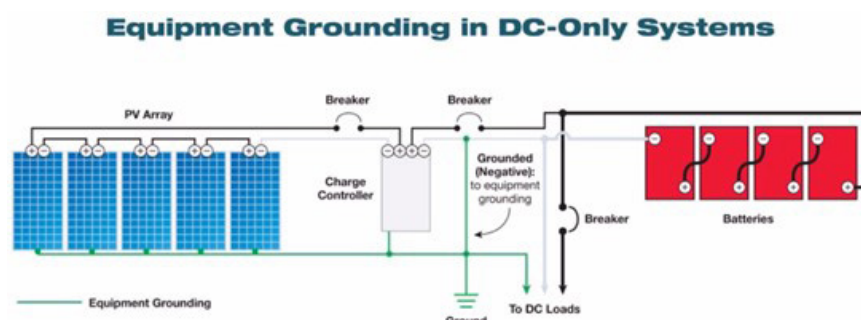 Equipment Grounding in DC-Only Systems
Breaker
Breaker
PV Array
Grounded
(Negative):
to equipment
grounding
Charge
Controller
Breaker
Batteries
Equipment Grounding
To DC Loads
Ground